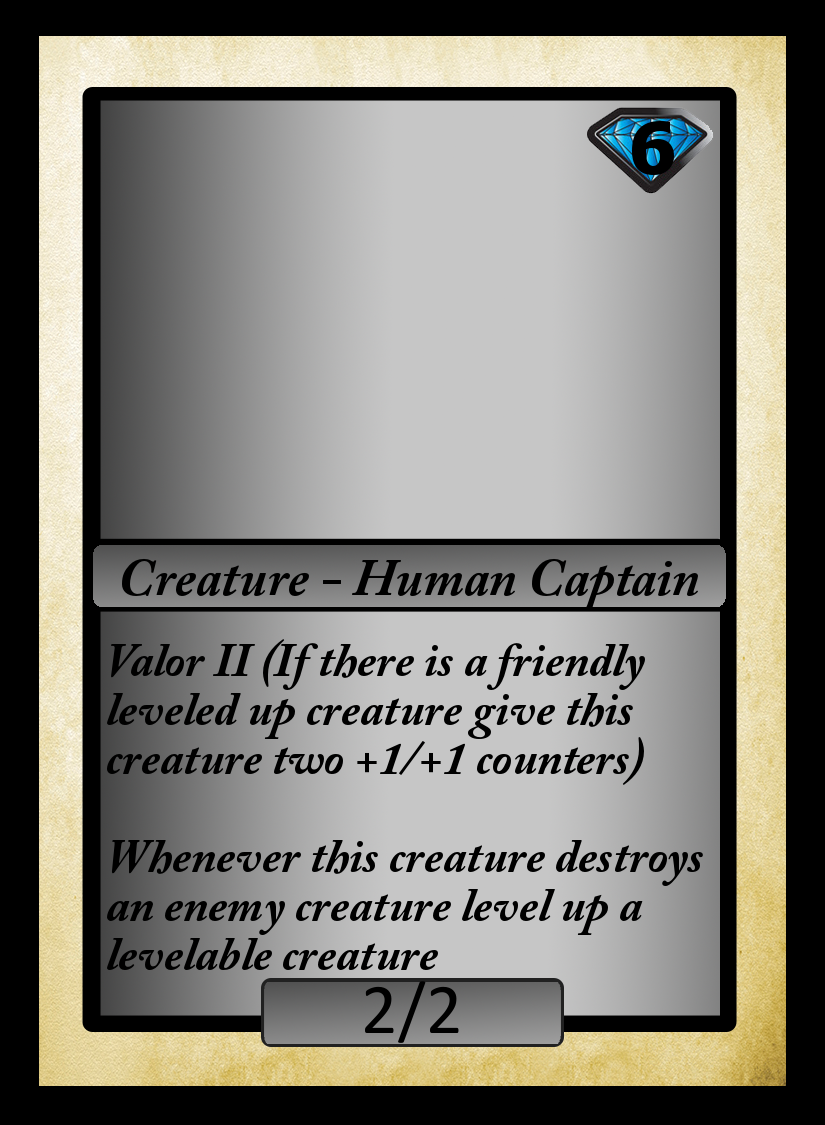 6
Creature – Human Captain
Valor II (If there is a friendly
leveled up creature give this
creature two +1/+1 counters)
Whenever this creature destroys
an enemy creature level up a
levelable creature
2/2